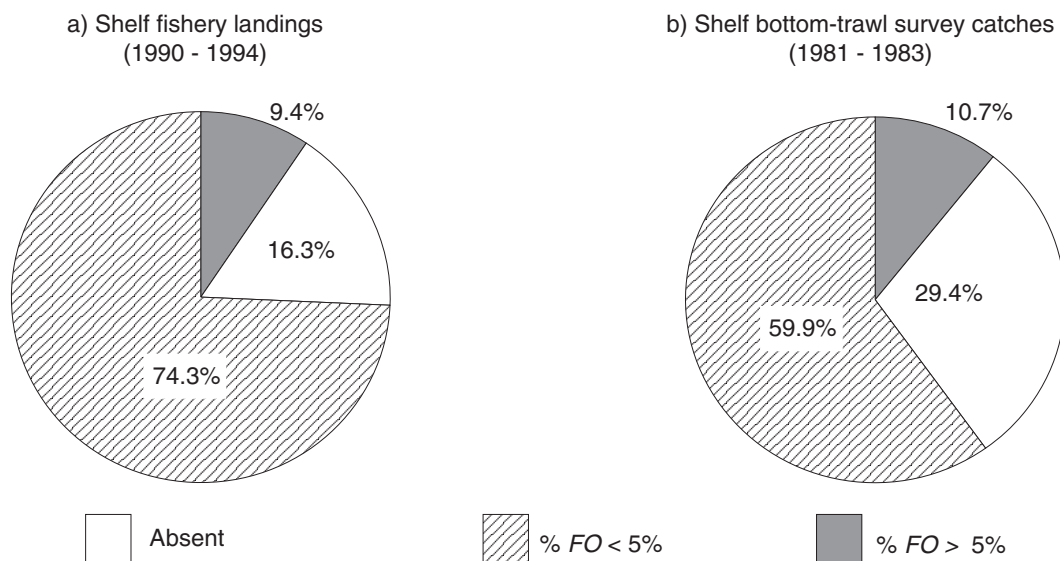 a) Shelf fishery landings
(1990 - 1994)
9.4%
16.3%
74.3%
b) Shelf bottom-trawl survey catches
(1981 - 1983)
10.7%
29.4%
59.9%
Absent
% FO < 5%
% FO > 5%